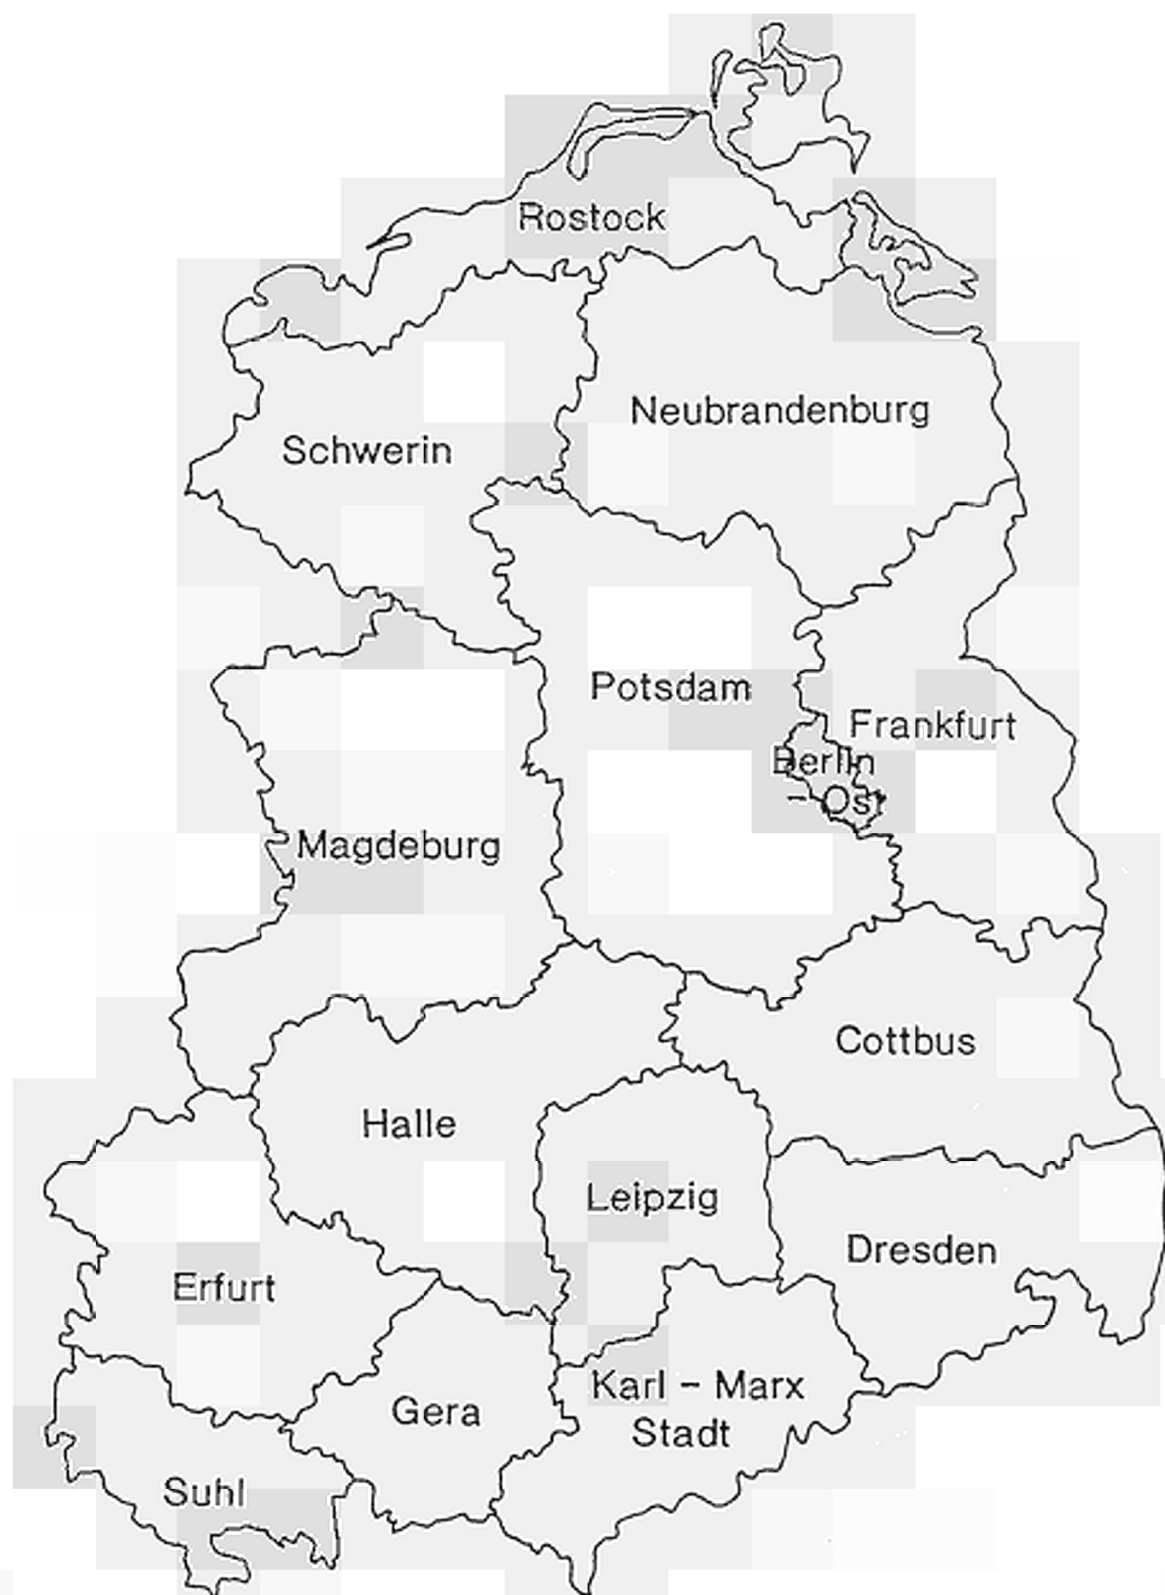 Rostock
Neubrandenburg
Schwerin
Potsdam
Frankfurt
Berlin
-Ost
Magdeburg
Cottbus
Halle
Leipzig
Dresden
Erfurt
Karl - Marx
Stadt
Gera
Suhl